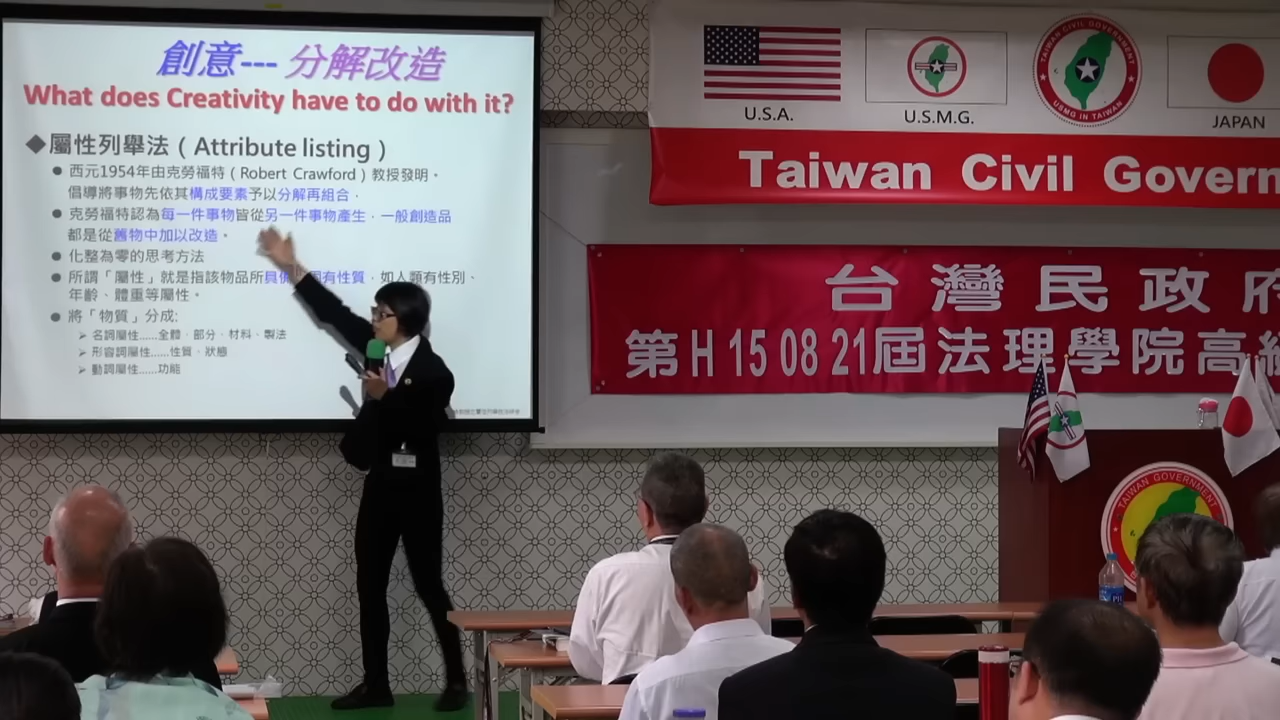 創意--- 分解改造
What does Creativity have to do with it?
◆屬性列舉法（Attribute listing）
● 西元1954年由克勞福特（Robert Crawford）教授發明。
倡導將事物先依其構成要素予以分解再組合，
● 克勞福特認為每一件事物皆從另一件事物產生，一般創造品
都是從舊物中加以改造。
● 化整為零的思考方法
● 所謂「屬性」就是指該物品所具備 固有性質，如人類有性別、
年齡、體重等屬性。
● 將「物質」分成:
➢ 名詞屬性......全體、部分、材料、製法
➢ 形容詞屬性......性質、狀態
➢ 動詞屬性......功能
U.S.A.
U.S.M.G.
TAIWAN CIVIL GOVERNMENT
USMG IN TAIWAN
JAPAN
Taiwan Civil Govern
台灣民政府
第H 15 08 21屆法理學院高級
TAIWAN GOVERNMENT